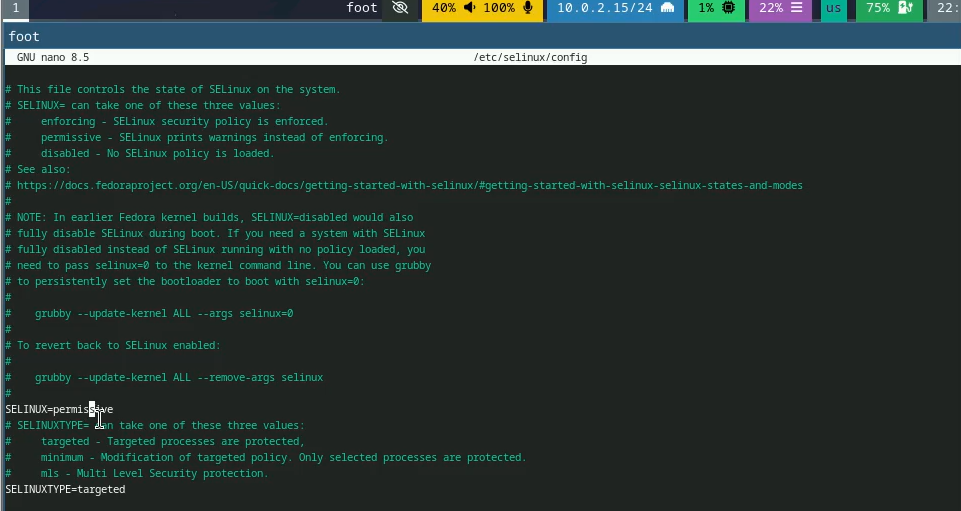 1 foot 40% 100% 10.0.2.15/24 1% 22% us 75% 22:
foot
GNU nano 8.5 /etc/selinux/config
# This file controls the state of SELinux on the system.
# SELINUX= can take one of these three values:
#     enforcing - SELinux security policy is enforced.
#     permissive - SELinux prints warnings instead of enforcing.
#     disabled - No SELinux policy is loaded.
# See also:
# https://docs.fedoraproject.org/en-US/quick-docs/getting-started-with-selinux/#getting-started-with-selinux-selinux-states-and-modes
#
# NOTE: In earlier Fedora kernel builds, SELINUX=disabled would also
# fully disable SELinux during boot. If you need a system with SELinux
# fully disabled instead of SELinux running with no policy loaded, you
# need to pass selinux=0 to the kernel command line. You can use grubby
# to persistently set the bootloader to boot with selinux=0:
#
#    grubby --update-kernel ALL --args selinux=0
#
# To revert back to SELinux enabled:
#
#    grubby --update-kernel ALL --remove-args selinux
#
SELINUX=permissive
# SELINUXTYPE= can take one of these three values:
#     targeted - Targeted processes are protected,
#     minimum - Modification of targeted policy. Only selected processes are protected.
#     mls - Multi Level Security protection.
SELINUXTYPE=targeted